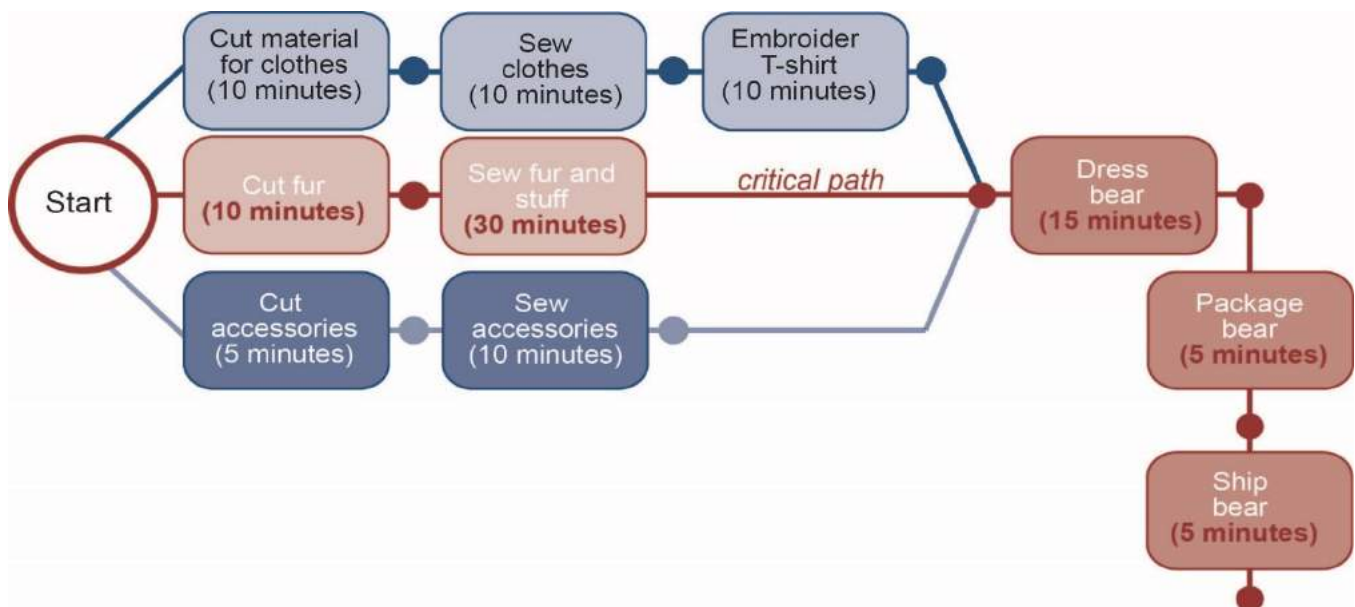 Start
Cut material
for clothes
(10 minutes)
Sew
clothes
(10 minutes)
Embroider
T-shirt
(10 minutes)
Cut fur
(10 minutes)
Sew fur and
stuff
(30 minutes)
critical path
Dress
bear
(15 minutes)
Cut
accessories
(5 minutes)
Sew
accessories
(10 minutes)
Package
bear
(5 minutes)
Ship
bear
(5 minutes)